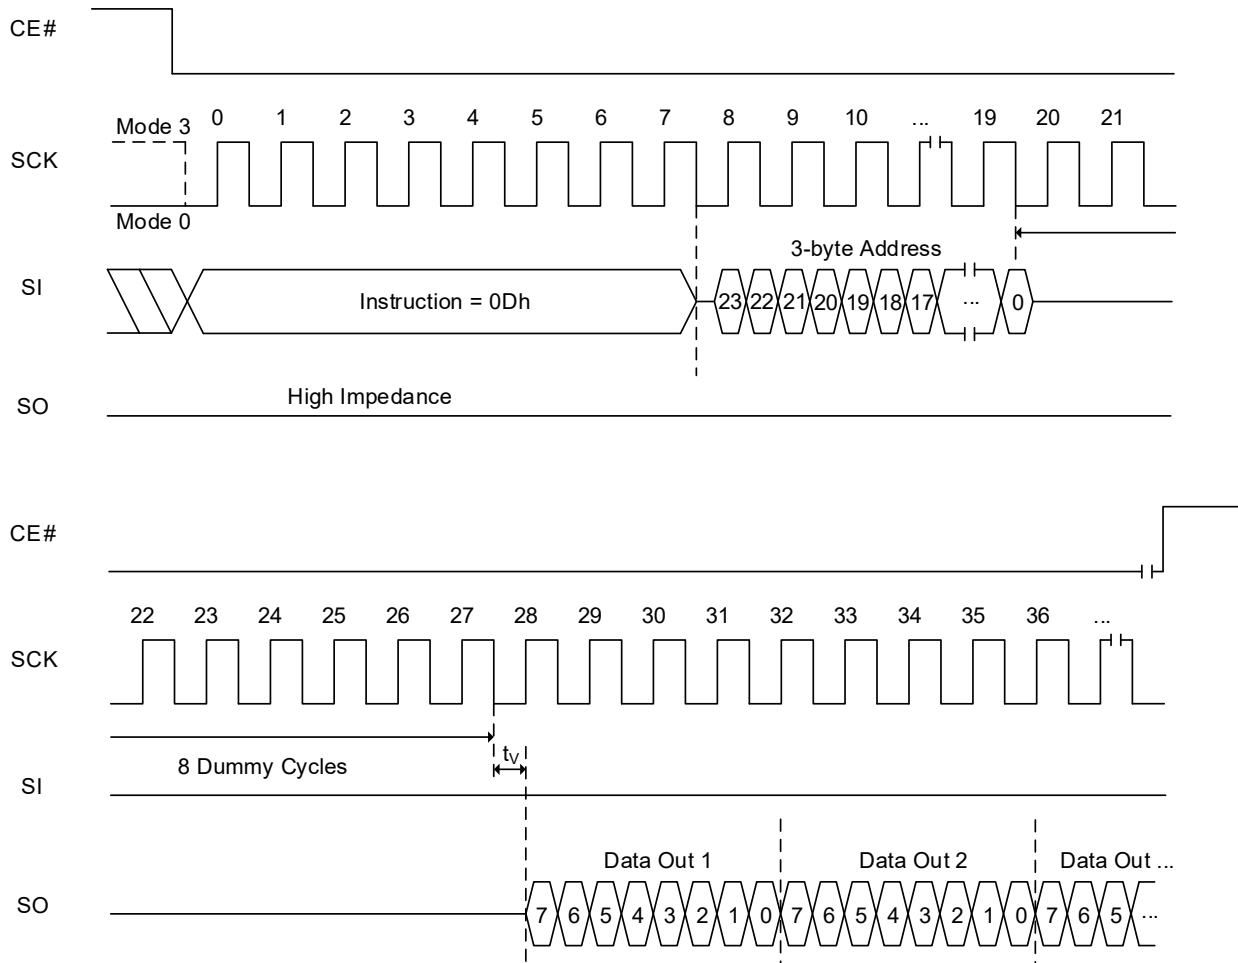 CE#
0 1 2 3 4 5 6 7 8 9 10 ... 19 20 21
Mode 3
SCK
Mode 0
3-byte Address
SI
Instruction = 0Dh 23 22 21 20 19 18 17 ... 0
High Impedance
SO
CE#
22 23 24 25 26 27 28 29 30 31 32 33 34 35 36 ...
SCK
tV
8 Dummy Cycles
SI
Data Out 1 Data Out 2 Data Out ...
SO
7 6 5 4 3 2 1 0 7 6 5 4 3 2 1 0 7 6 5 ...